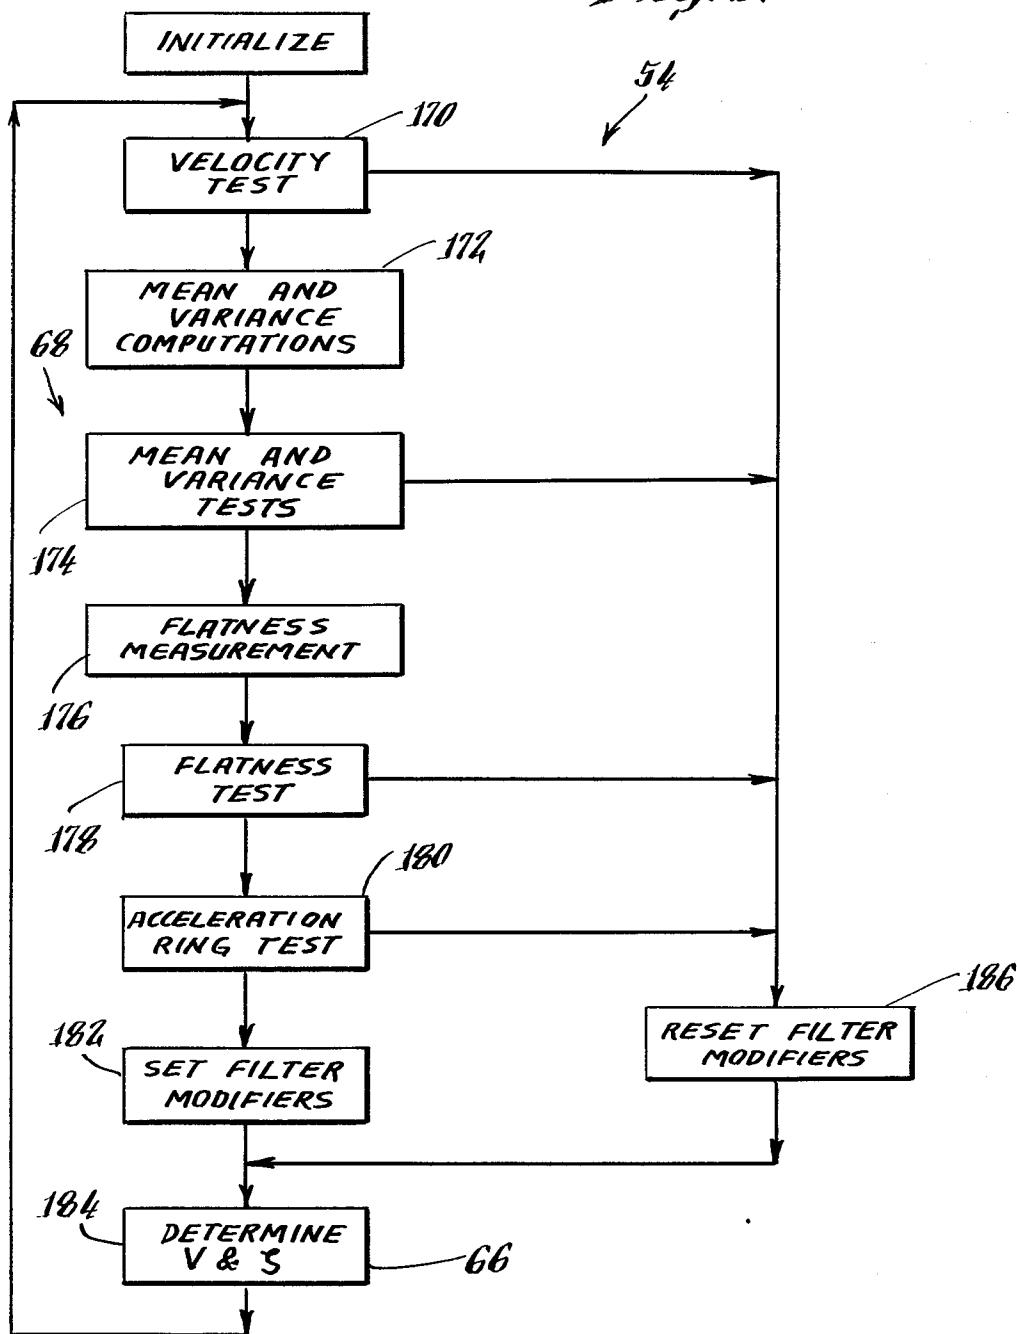 INITIALIZE
54
170
VELOCITY
TEST
172
MEAN AND
VARIANCE
COMPUTATIONS
68
MEAN AND
VARIANCE
TESTS
174
FLATNESS
MEASUREMENT
176
FLATNESS
TEST
178
180
ACCELERATION
RING TEST
186
RESET FILTER
MODIFIERS
182
SET FILTER
MODIFIERS
184
DETERMINE
V & ζ
66